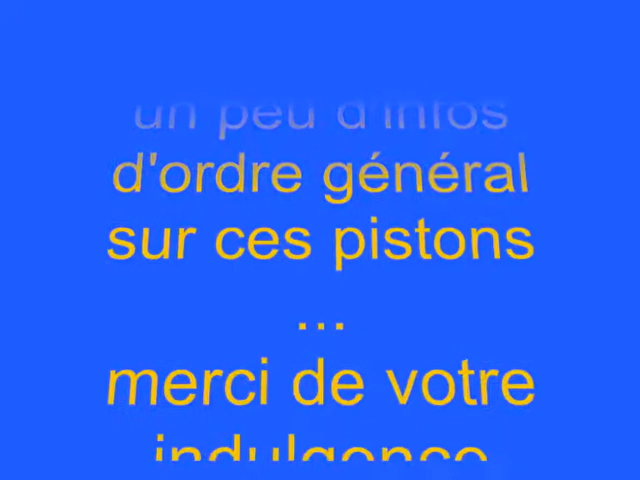 un peu d'infos
d'ordre général
sur ces pistons
...
merci de votre
indulgence